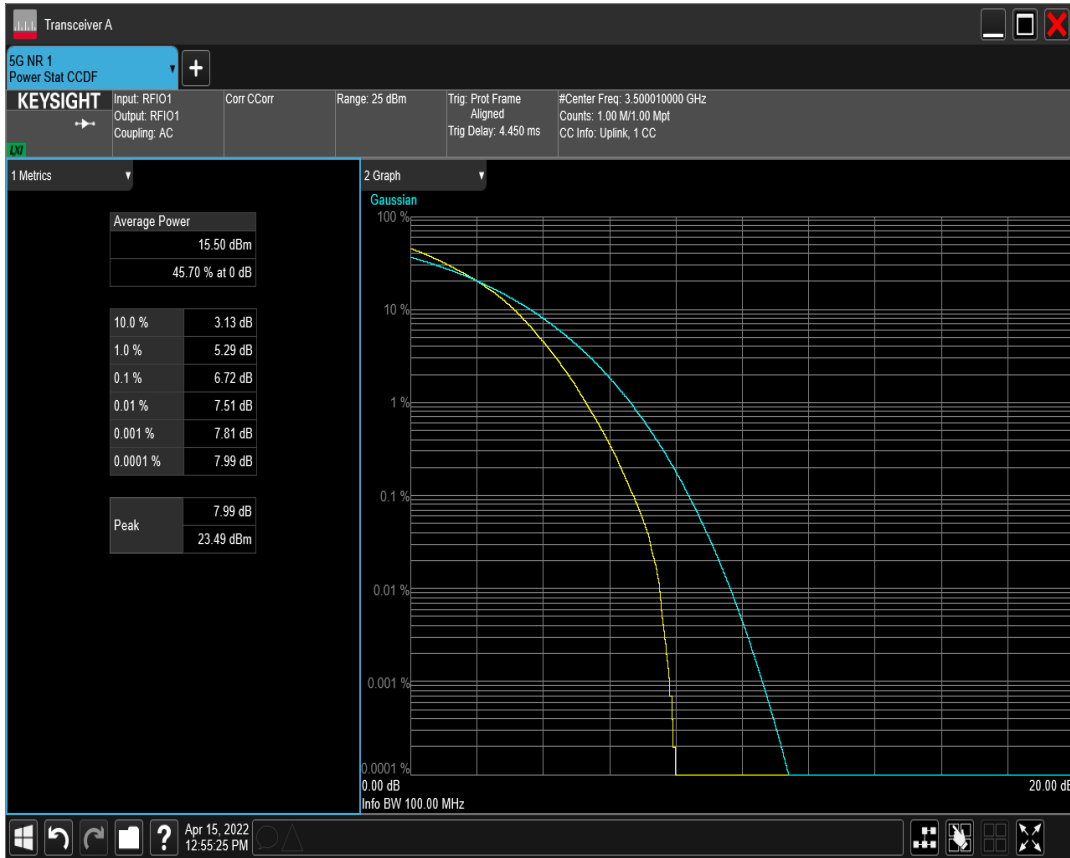 Transceiver A
5G NR 1
Power Stat CCDF
+
KEYSIGHT
LXI
Input: RFIO1
Output: RFIO1
Coupling: AC
Corr CCorr
Range: 25 dBm
Trig: Prot Frame
Aligned
Trig Delay: 4.450 ms
#Center Freq: 3.500010000 GHz
Counts: 1.00 M/1.00 Mpt
CC Info: Uplink, 1 CC
1 Metrics
Average Power
15.50 dBm
45.70 % at 0 dB
10.0 % 3.13 dB
1.0 % 5.29 dB
0.1 % 6.72 dB
0.01 % 7.51 dB
0.001 % 7.81 dB
0.0001 % 7.99 dB
Peak
7.99 dB
23.49 dBm
2 Graph
Gaussian
100 %
10 %
1 %
0.1 %
0.01 %
0.001 %
0.0001 %
0.00 dB 20.00 dB
Info BW 100.00 MHz
?
Apr 15, 2022
12:55:25 PM